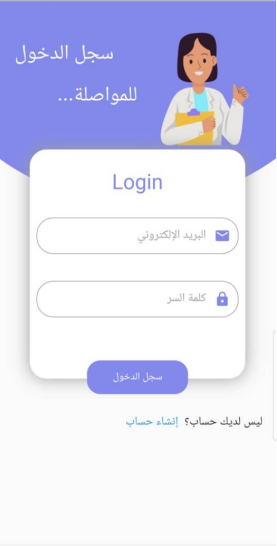 سجل الدخول
للمواصلة...
Login
البريد الإلكتروني
كلمة السر
سجل الدخول
ليس لديك حساب؟ إنشاء حساب